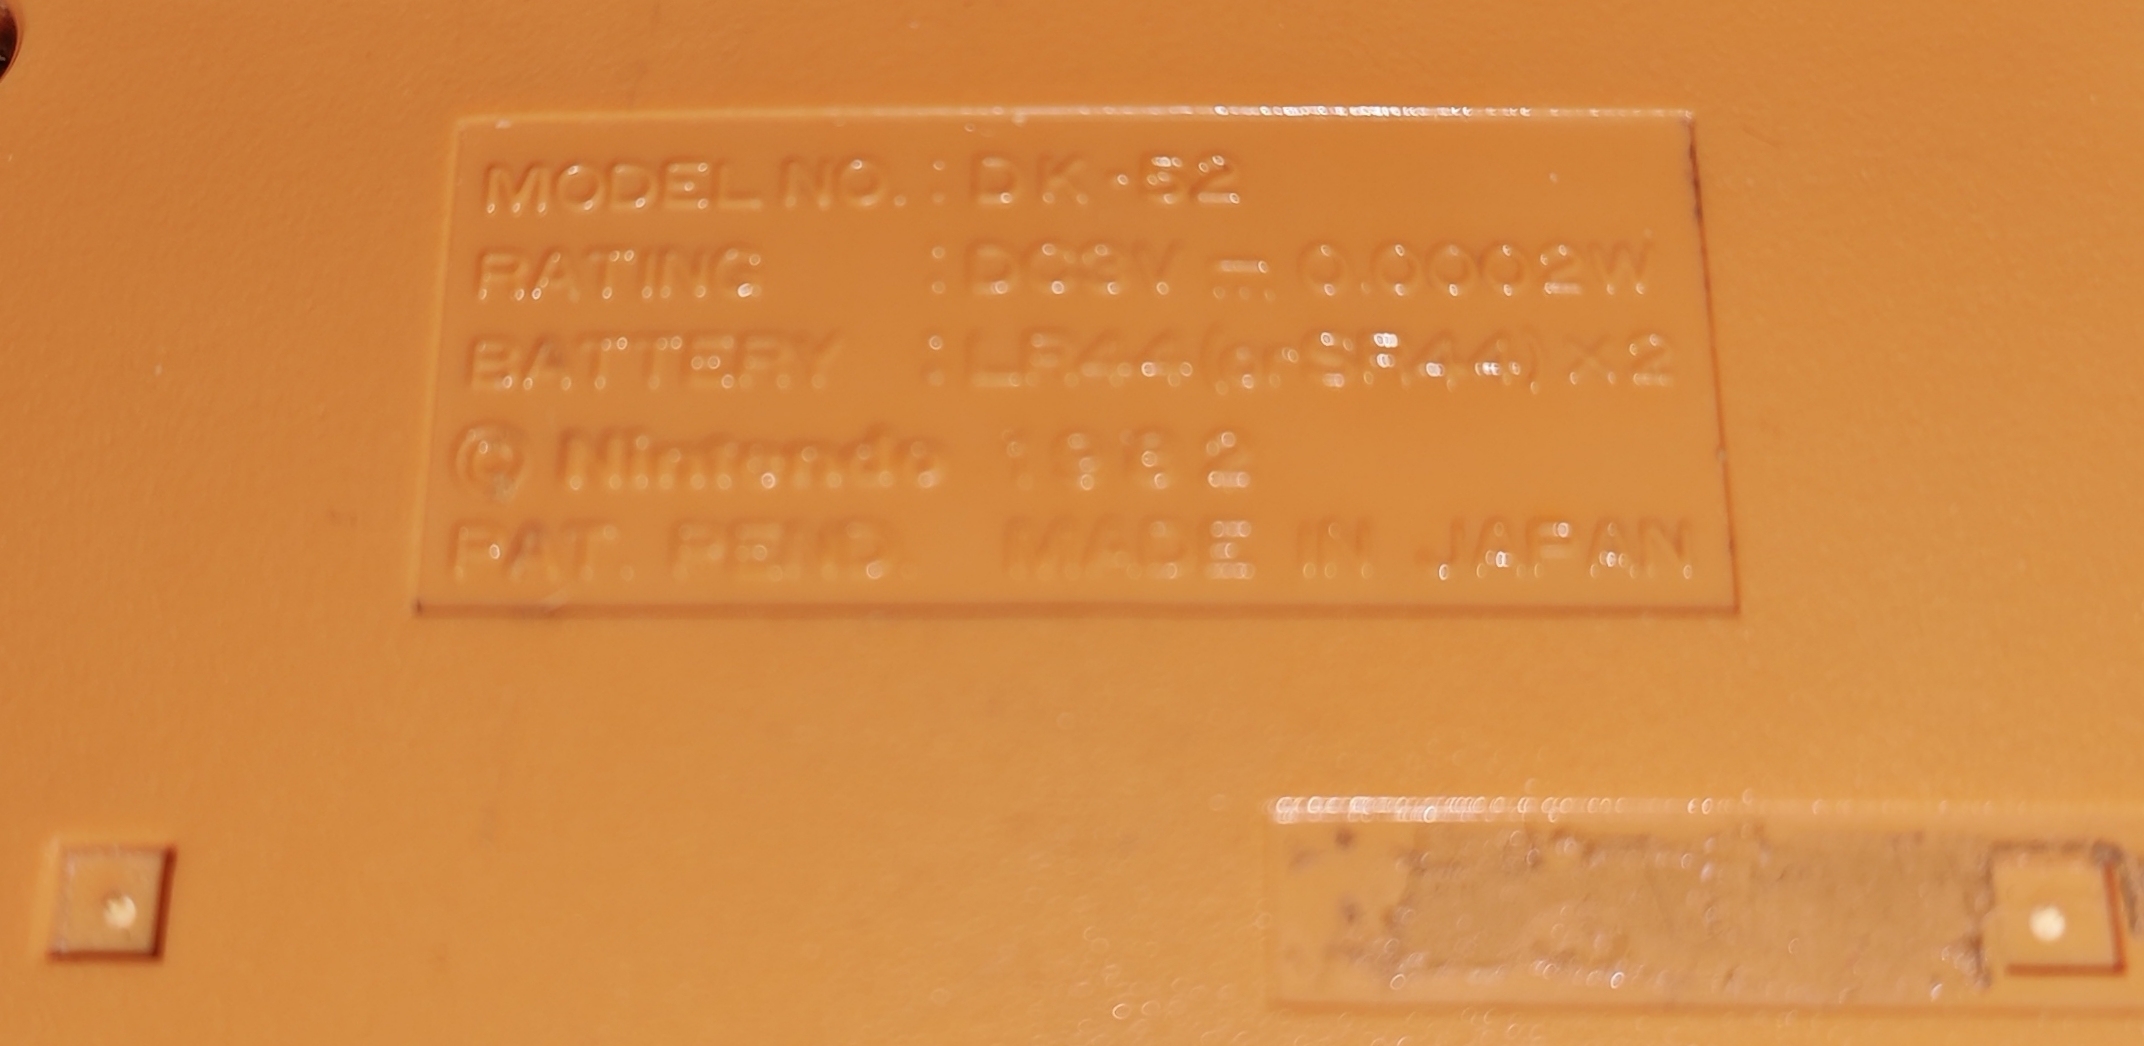 MODEL NO. : DK-52
RATING : DC3V ⎓ 0.0002W
BATTERY : LR44 (or SR44) × 2
© Nintendo 1982
PAT. PEND. MADE IN JAPAN